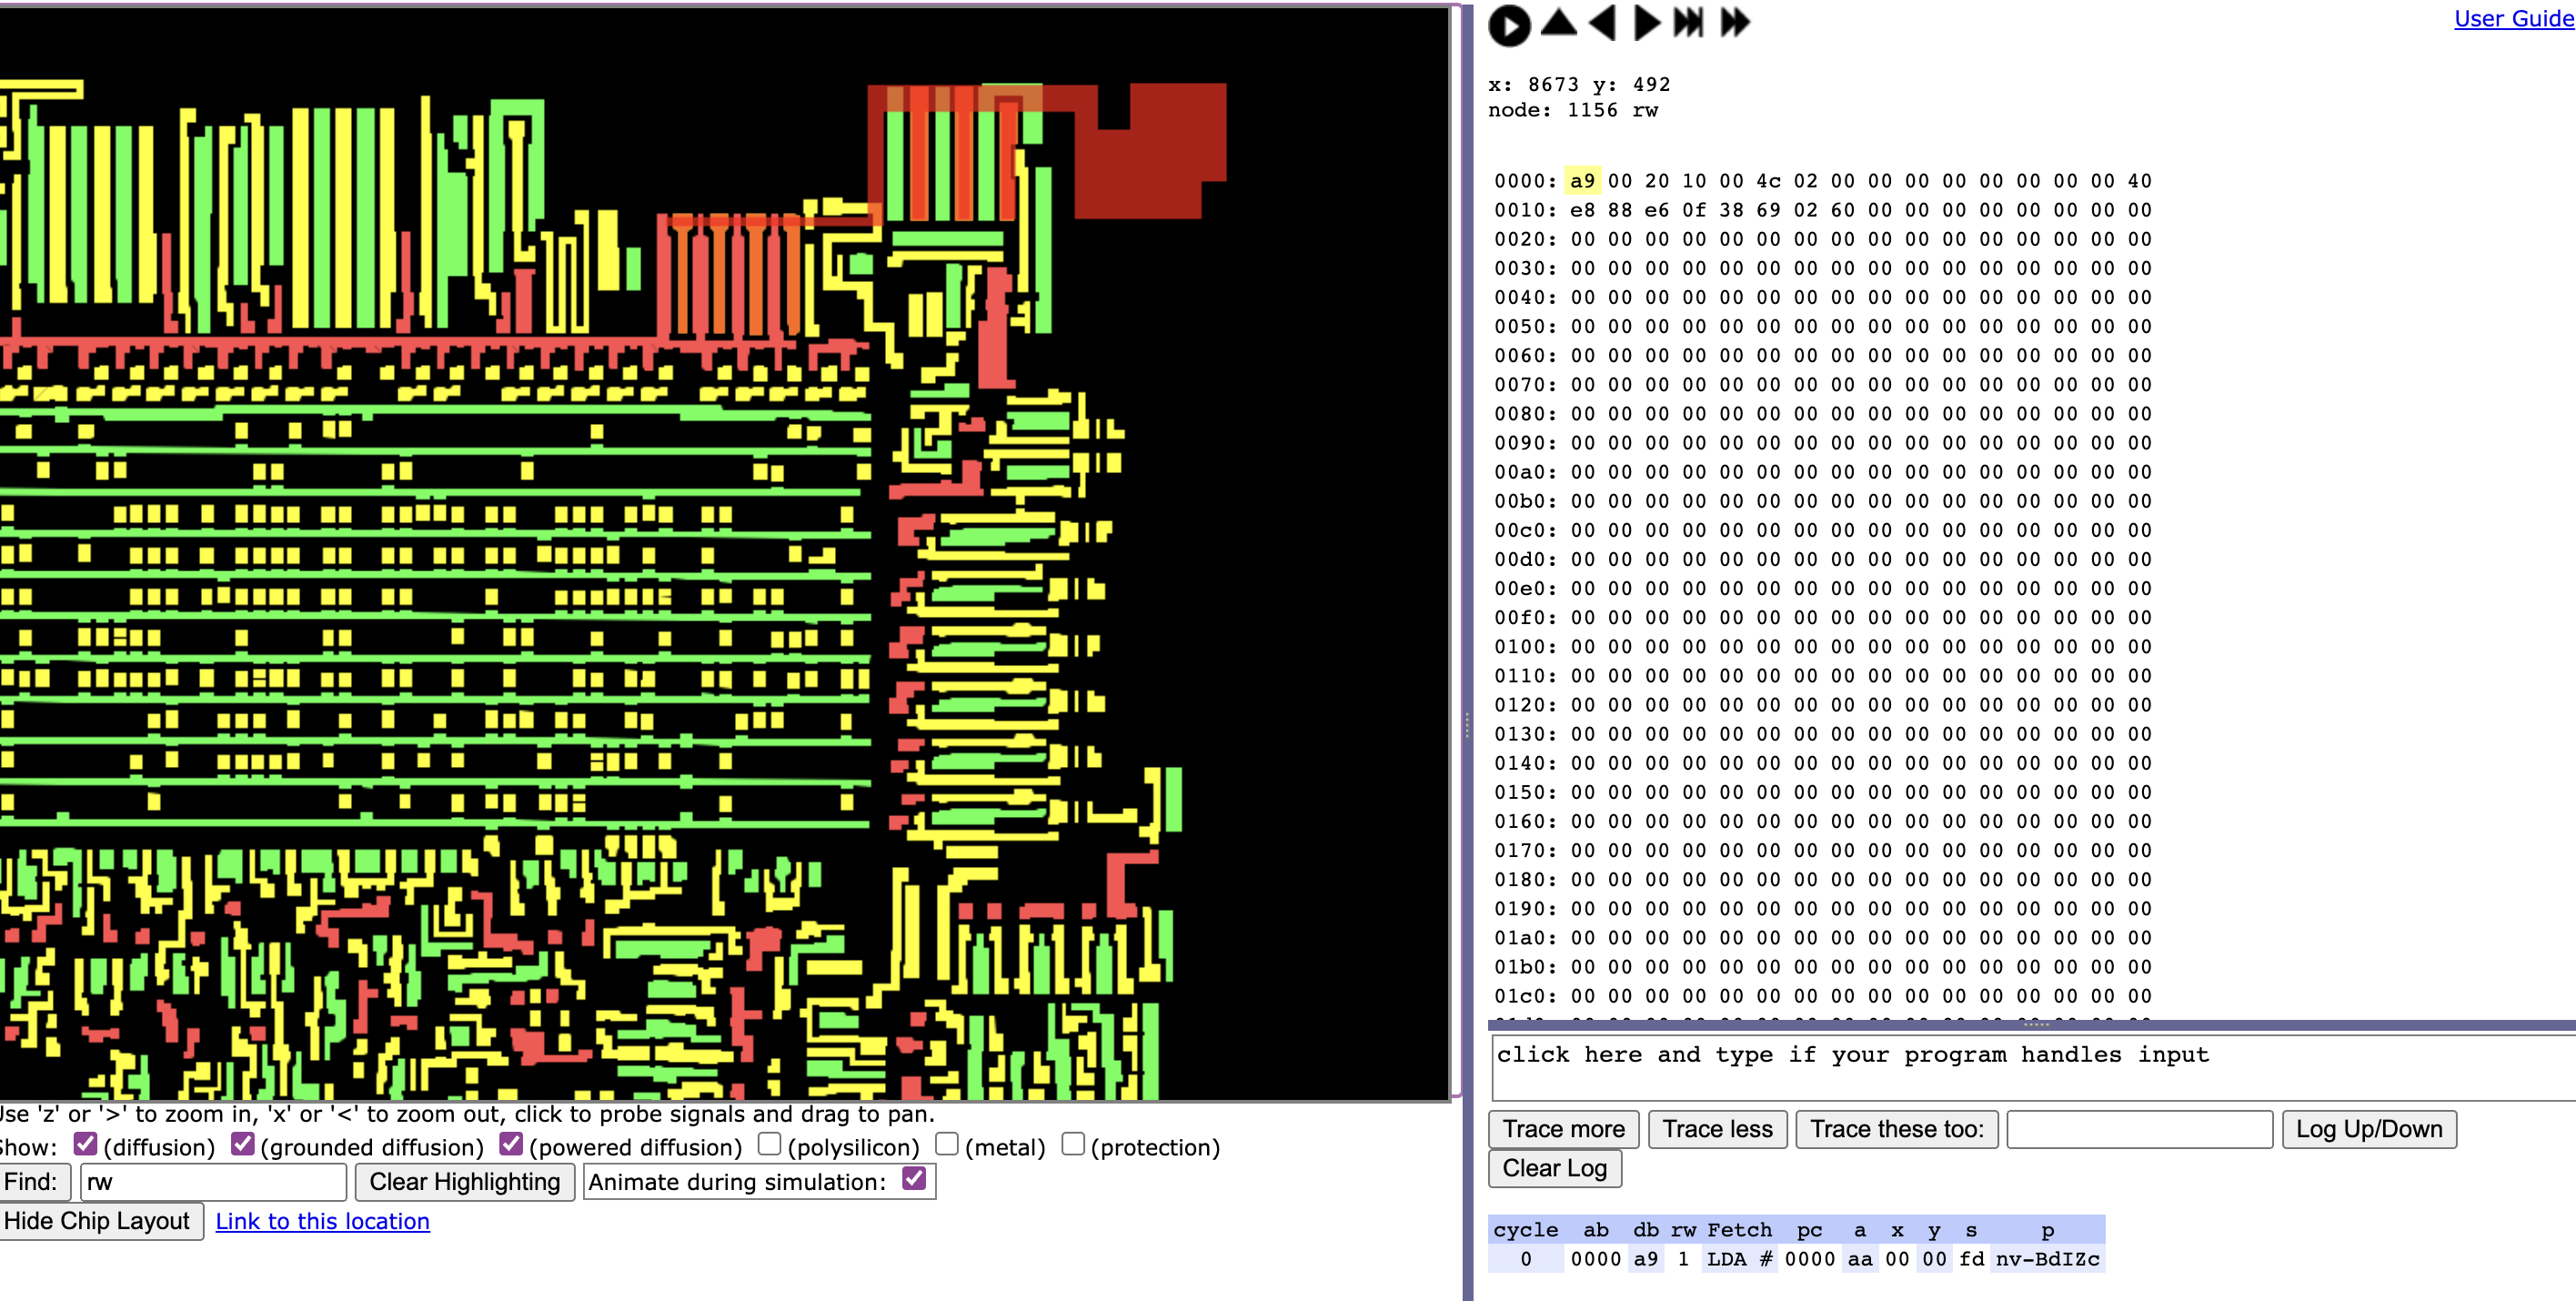 User Guide
x: 8673 y: 492
node: 1156 rw
0000: a9 00 20 10 00 4c 02 00 00 00 00 00 00 00 00 40
0010: e8 88 e6 0f 38 69 02 60 00 00 00 00 00 00 00 00
0020: 00 00 00 00 00 00 00 00 00 00 00 00 00 00 00 00
0030: 00 00 00 00 00 00 00 00 00 00 00 00 00 00 00 00
0040: 00 00 00 00 00 00 00 00 00 00 00 00 00 00 00 00
0050: 00 00 00 00 00 00 00 00 00 00 00 00 00 00 00 00
0060: 00 00 00 00 00 00 00 00 00 00 00 00 00 00 00 00
0070: 00 00 00 00 00 00 00 00 00 00 00 00 00 00 00 00
0080: 00 00 00 00 00 00 00 00 00 00 00 00 00 00 00 00
0090: 00 00 00 00 00 00 00 00 00 00 00 00 00 00 00 00
00a0: 00 00 00 00 00 00 00 00 00 00 00 00 00 00 00 00
00b0: 00 00 00 00 00 00 00 00 00 00 00 00 00 00 00 00
00c0: 00 00 00 00 00 00 00 00 00 00 00 00 00 00 00 00
00d0: 00 00 00 00 00 00 00 00 00 00 00 00 00 00 00 00
00e0: 00 00 00 00 00 00 00 00 00 00 00 00 00 00 00 00
00f0: 00 00 00 00 00 00 00 00 00 00 00 00 00 00 00 00
0100: 00 00 00 00 00 00 00 00 00 00 00 00 00 00 00 00
0110: 00 00 00 00 00 00 00 00 00 00 00 00 00 00 00 00
0120: 00 00 00 00 00 00 00 00 00 00 00 00 00 00 00 00
0130: 00 00 00 00 00 00 00 00 00 00 00 00 00 00 00 00
0140: 00 00 00 00 00 00 00 00 00 00 00 00 00 00 00 00
0150: 00 00 00 00 00 00 00 00 00 00 00 00 00 00 00 00
0160: 00 00 00 00 00 00 00 00 00 00 00 00 00 00 00 00
0170: 00 00 00 00 00 00 00 00 00 00 00 00 00 00 00 00
0180: 00 00 00 00 00 00 00 00 00 00 00 00 00 00 00 00
0190: 00 00 00 00 00 00 00 00 00 00 00 00 00 00 00 00
01a0: 00 00 00 00 00 00 00 00 00 00 00 00 00 00 00 00
01b0: 00 00 00 00 00 00 00 00 00 00 00 00 00 00 00 00
01c0: 00 00 00 00 00 00 00 00 00 00 00 00 00 00 00 00
click here and type if your program handles input
Trace more Trace less Trace these too: Log Up/Down
Clear Log
cycle ab db rw Fetch pc a x y s p
0 0000 a9 1 LDA # 0000 aa 00 00 fd nv-BdIZc
Use 'z' or '>' to zoom in, 'x' or '<' to zoom out, click to probe signals and drag to pan.
Show: (diffusion) (grounded diffusion) (powered diffusion) (polysilicon) (metal) (protection)
Find: rw Clear Highlighting Animate during simulation:
Hide Chip Layout Link to this location